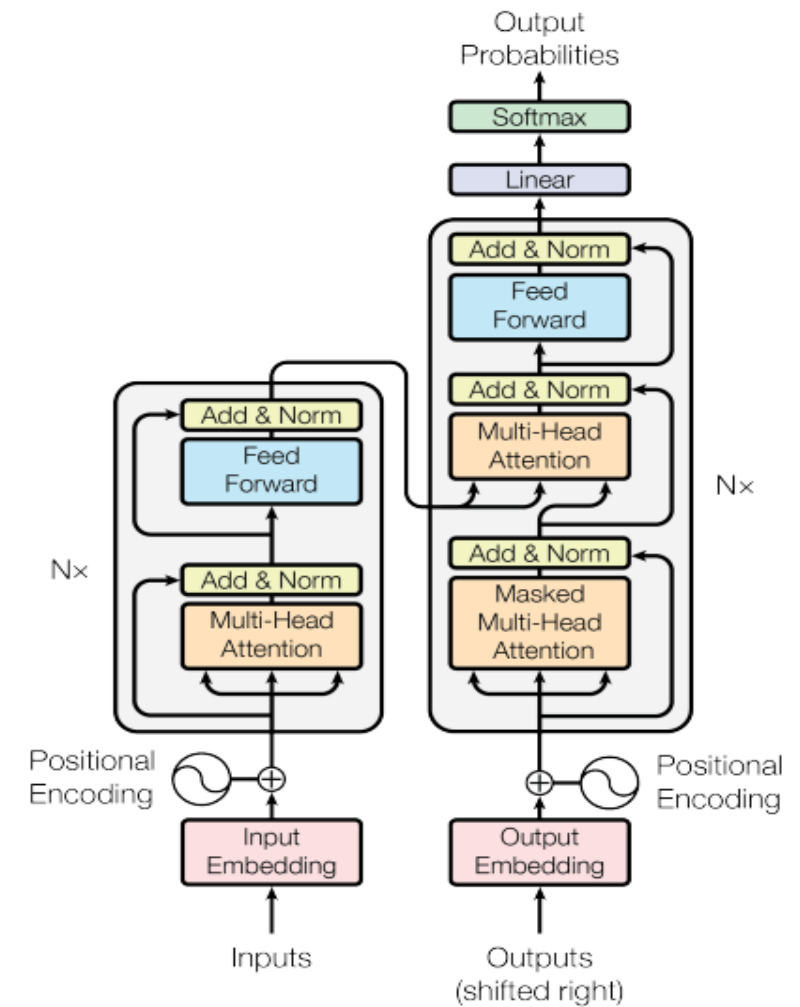 Output
Probabilities
Softmax
Linear
Add & Norm
Feed
Forward
Add & Norm
Multi-Head
Attention
Add & Norm
Masked
Multi-Head
Attention
Nx
Add & Norm
Feed
Forward
Add & Norm
Multi-Head
Attention
Nx
Positional
Encoding
Positional
Encoding
Input
Embedding
Output
Embedding
Inputs
Outputs
(shifted right)